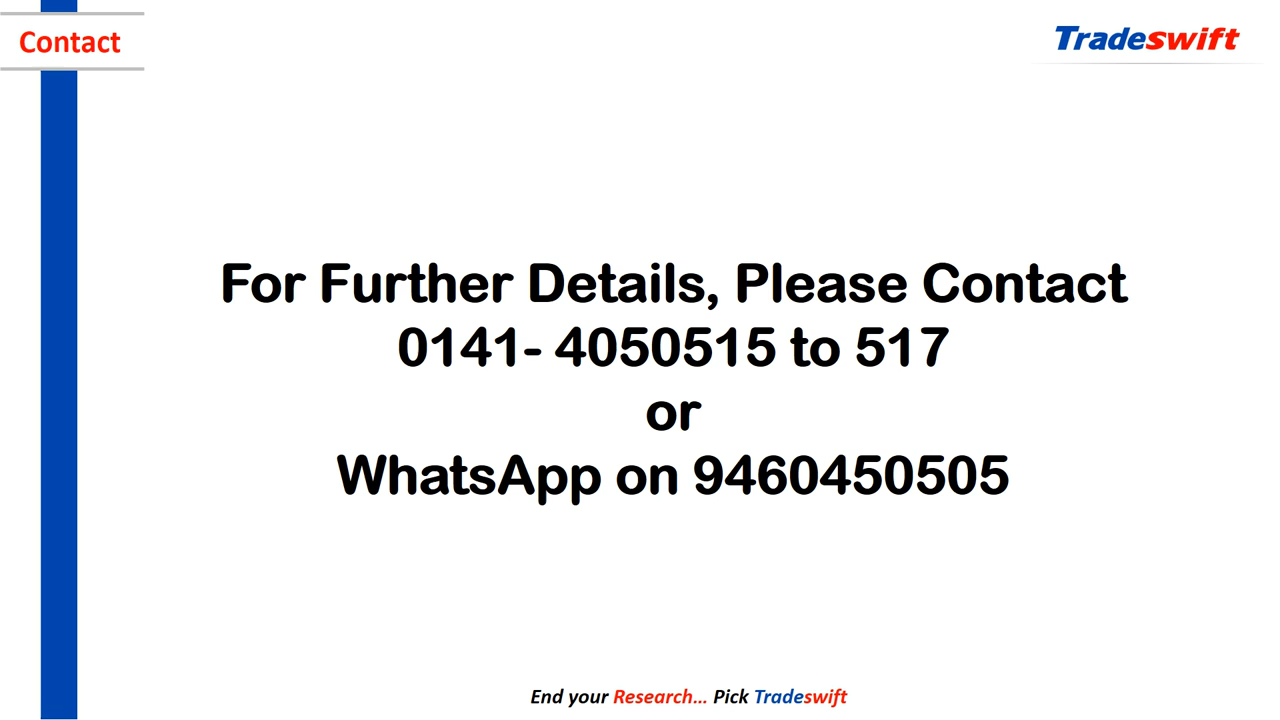 Contact
Tradeswift
For Further Details, Please Contact
0141- 4050515 to 517
or
WhatsApp on 9460450505
End your Research... Pick Tradeswift